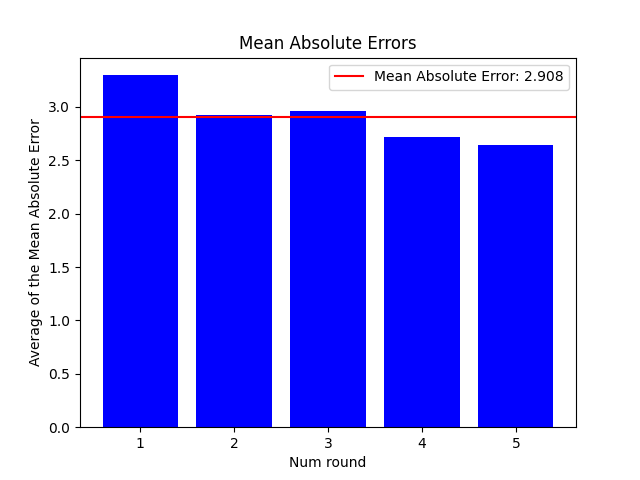 Mean Absolute Errors
Mean Absolute Error: 2.908
Average of the Mean Absolute Error
3.0
2.5
2.0
1.5
1.0
0.5
0.0
1 2 3 4 5
Num round